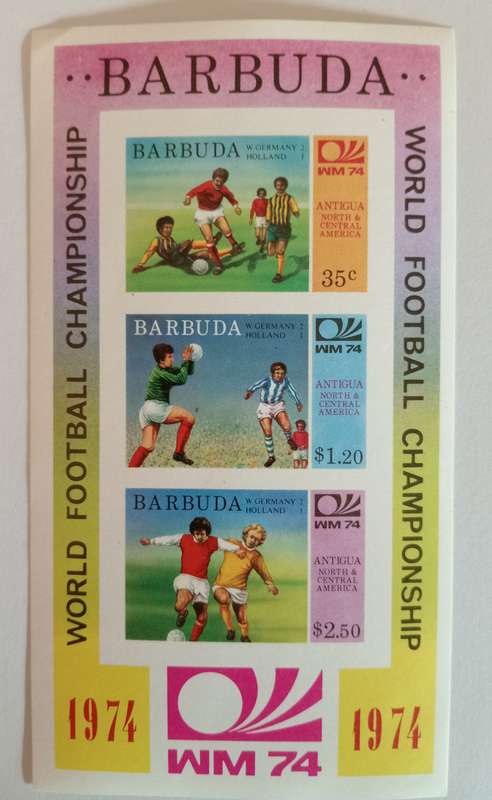 ··BARBUDA··
WORLD FOOTBALL CHAMPIONSHIP
WORLD FOOTBALL CHAMPIONSHIP
BARBUDA W. GERMANY 2
HOLLAND 1
WM 74
ANTIGUA
NORTH &
CENTRAL
AMERICA
35c
BARBUDA W. GERMANY 2
HOLLAND 1
WM 74
ANTIGUA
NORTH &
CENTRAL
AMERICA
$1.20
BARBUDA W. GERMANY 2
HOLLAND 1
WM 74
ANTIGUA
NORTH &
CENTRAL
AMERICA
$2.50
1974
WM 74
1974